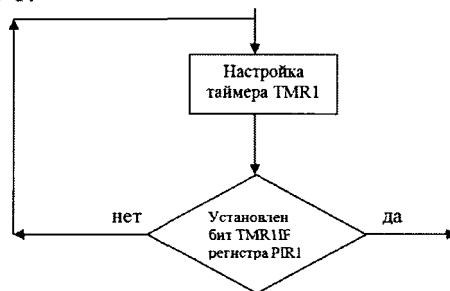 Настройка
таймера TMR1
нет
Установлен
бит TMR1IF
регистра PIR1
да